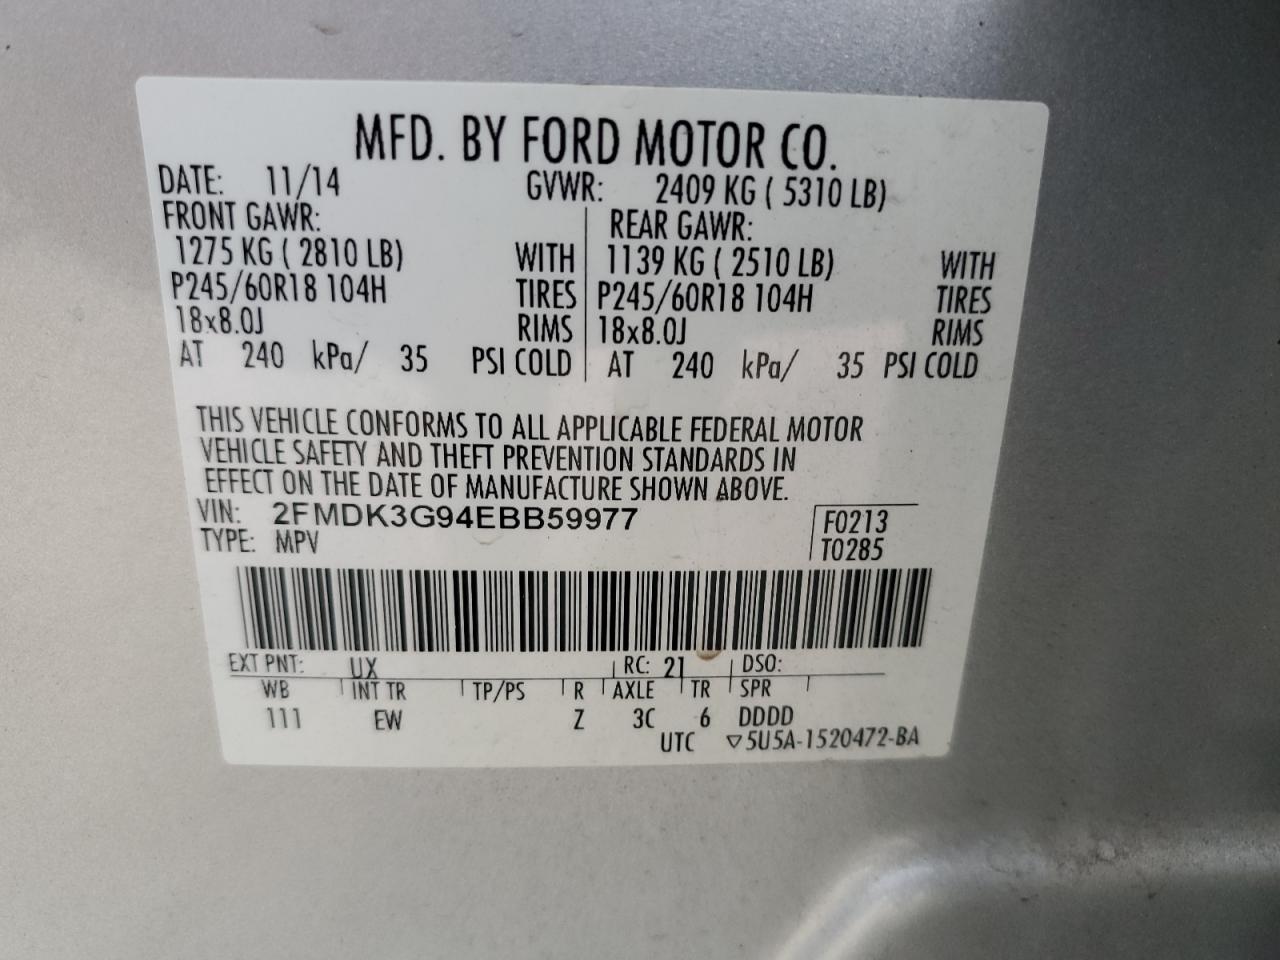 MFD. BY FORD MOTOR CO.
DATE: 11/14 GVWR: 2409 KG ( 5310 LB)
FRONT GAWR: REAR GAWR:
1275 KG ( 2810 LB) WITH 1139 KG ( 2510 LB) WITH
P245/60R18 104H TIRES P245/60R18 104H TIRES
18x8.0J RIMS 18x8.0J RIMS
AT 240 kPa/ 35 PSI COLD AT 240 kPa/ 35 PSI COLD
THIS VEHICLE CONFORMS TO ALL APPLICABLE FEDERAL MOTOR
VEHICLE SAFETY AND THEFT PREVENTION STANDARDS IN
EFFECT ON THE DATE OF MANUFACTURE SHOWN ABOVE.
VIN: 2FMDK3G94EBB59977 F0213
TYPE: MPV T0285
EXT PNT: UX RC: 21 DSO:
WB INT TR TP/PS R AXLE TR SPR
111 EW Z 3C 6 DDDD
UTC ▽5U5A-1520472-BA